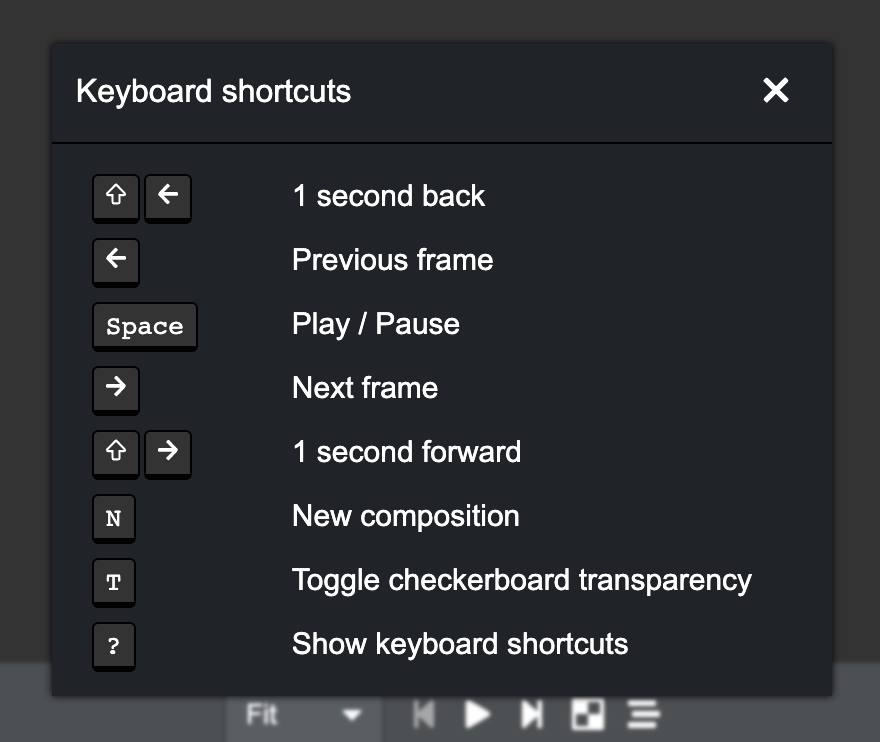 Keyboard shortcuts
⇧ ← 1 second back
← Previous frame
Space Play / Pause
→ Next frame
⇧ → 1 second forward
N New composition
T Toggle checkerboard transparency
? Show keyboard shortcuts
Fit